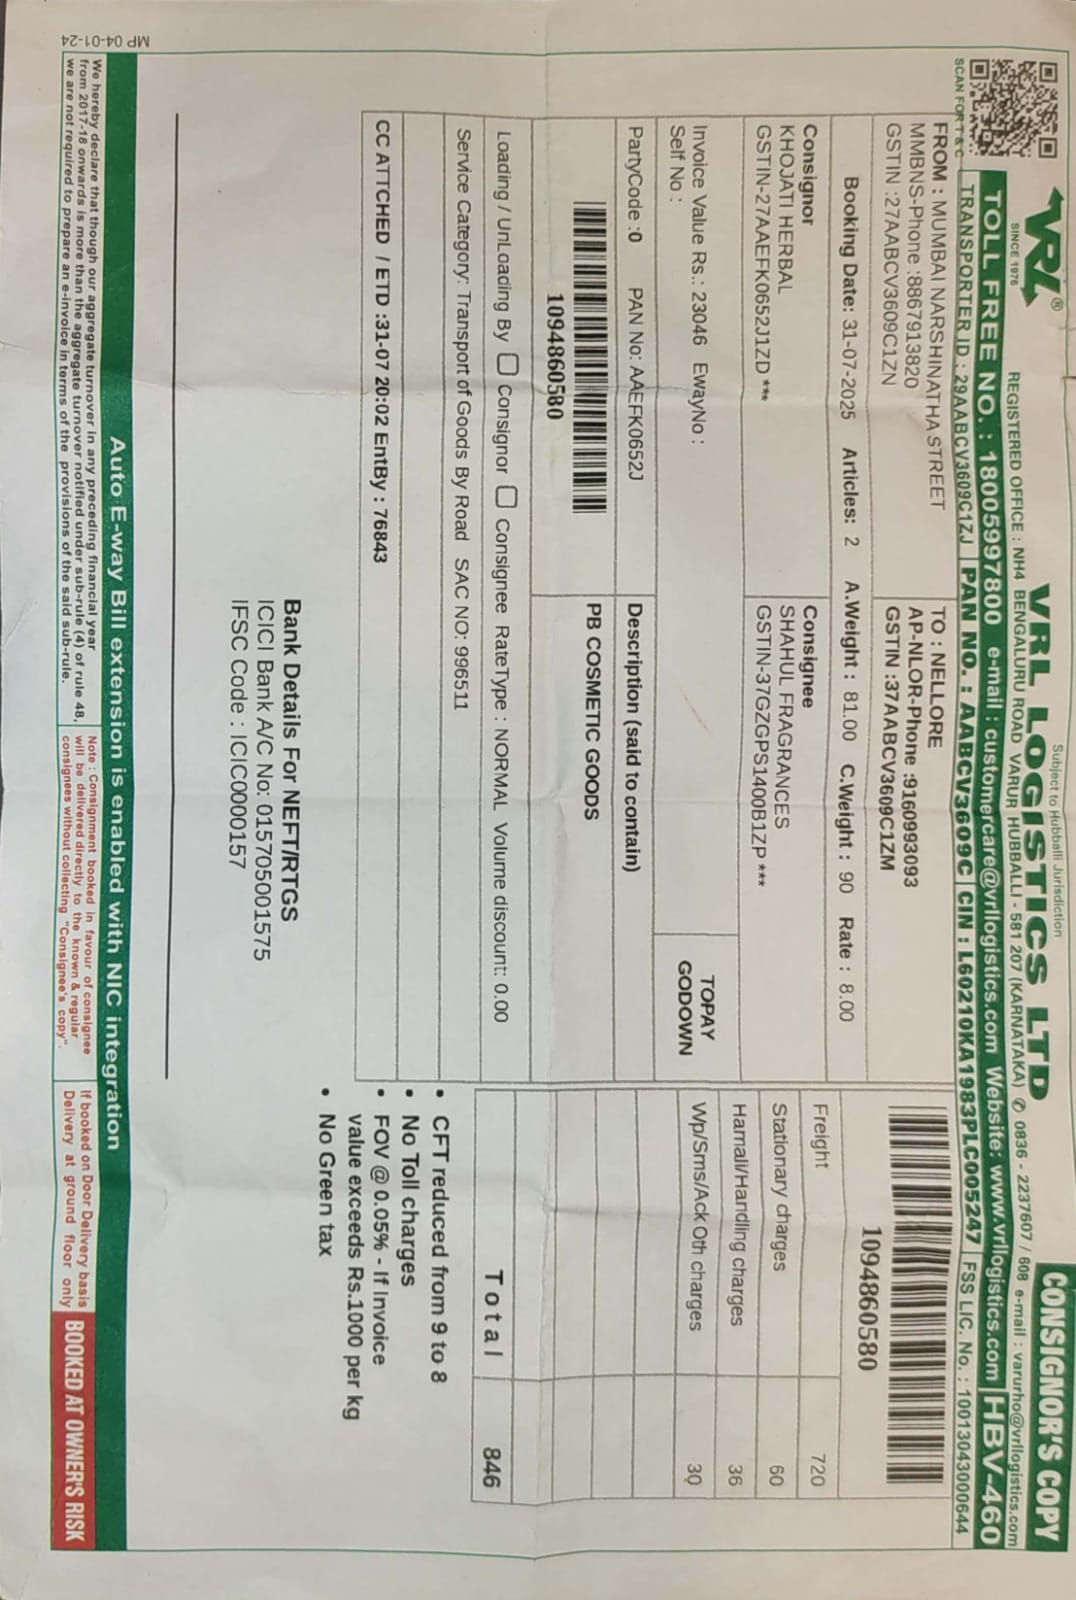 CONSIGNOR'S COPY
Subject to Hubballi Jurisdiction
VRL®
SINCE 1976
VRL LOGISTICS LTD
REGISTERED OFFICE : NH4 BENGALURU ROAD VARUR HUBBALLI - 581 207 (KARNATAKA) ✆ 0836 - 2237607 / 608 e-mail : varurho@vrllogistics.com
TOLL FREE NO. : 18005997800 e-mail : customercare@vrllogistics.com Website: www.vrllogistics.com HBV-460
SCAN FOR T & C
TRANSPORTER ID : 29AABCV3609C1ZJ PAN NO. : AABCV3609C CIN : L60210KA1983PLC005247 FSS LIC. No. : 10013043000644
FROM : MUMBAI NARSHINATHA STREET
MMBNS-Phone :8867913820
GSTIN :27AABCV3609C1ZN
TO : NELLORE
AP-NLOR-Phone :9160993093
GSTIN :37AABCV3609C1ZM
1094860580
Booking Date: 31-07-2025 Articles: 2 A.Weight : 81.00 C.Weight : 90 Rate : 8.00
Consignor
KHOJATI HERBAL
GSTIN-27AAEFK0652J1ZD ***
Consignee
SHAHUL FRAGRANCES
GSTIN-37GZGPS1400B1ZP ***
Invoice Value Rs.: 23046 EwayNo :
Self No :
TOPAY
GODOWN
PartyCode :0 PAN No: AAEFK0652J
Description (said to contain)
1094860580
PB COSMETIC GOODS
Loading / UnLoading By Consignor Consignee RateType : NORMAL Volume discount: 0.00
Service Category: Transport of Goods By Road SAC NO: 996511
CC ATTCHED / ETD :31-07 20:02 EntBy : 76843
Freight 720
Stationary charges 60
Hamali/Handling charges 36
Wp/Sms/Ack Oth charges 30
Total 846
• CFT reduced from 9 to 8
• No Toll charges
• FOV @ 0.05% - If Invoice
value exceeds Rs.1000 per kg
• No Green tax
Bank Details For NEFT/RTGS
ICICI Bank A/C No: 015705001575
IFSC Code : ICIC0000157
Auto E-way Bill extension is enabled with NIC integration
We hereby declare that though our aggregate turnover in any preceding financial year
from 2017-18 onwards is more than the aggregate turnover notified under sub-rule (4) of rule 48,
we are not required to prepare an e-invoice in terms of the provisions of the said sub-rule.
Note : Consignment booked in favour of consignee
will be delivered directly to the known & regular
consignees without collecting "Consignee's copy".
If booked on Door Delivery basis
Delivery at ground floor only
BOOKED AT OWNER'S RISK
MP 04-01-24